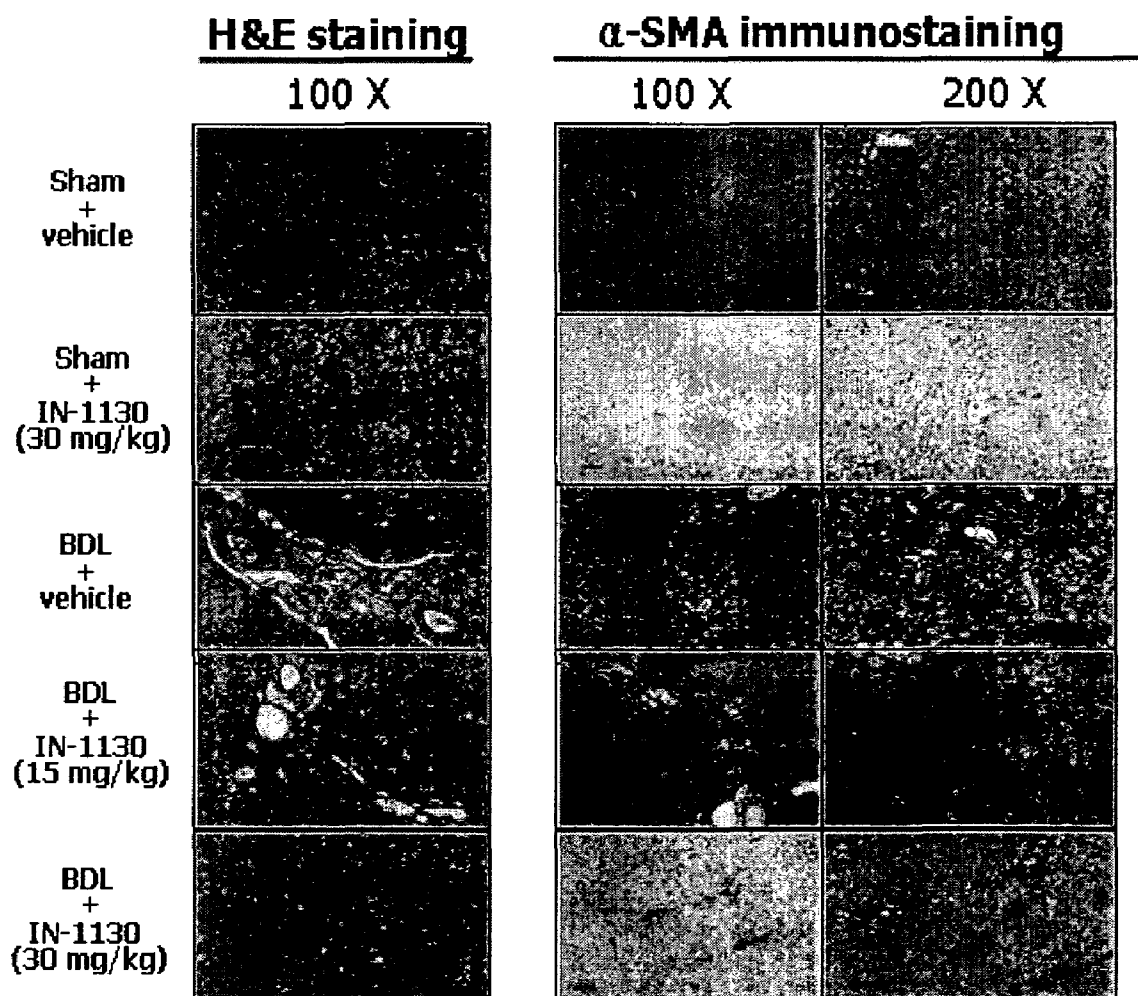 H&E staining
α-SMA immunostaining
100 X
100 X
200 X
Sham
+
vehicle
Sham
+
IN-1130
(30 mg/kg)
BDL
+
vehicle
BDL
+
IN-1130
(15 mg/kg)
BDL
+
IN-1130
(30 mg/kg)